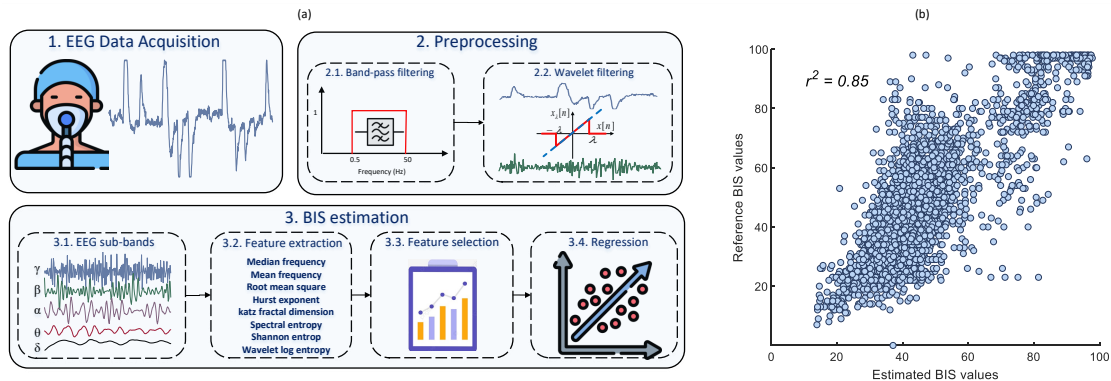 (a)
1. EEG Data Acquisition
2. Preprocessing
2.1. Band-pass filtering
1
0.5
50
Frequency (Hz)
2.2. Wavelet filtering
x_λ[n]
x[n]
− λ
λ
3. BIS estimation
3.1. EEG sub-bands
γ
β
α
θ
δ
3.2. Feature extraction
Median frequency
Mean frequency
Root mean square
Hurst exponent
katz fractal dimension
Spectral entropy
Shannon entrop
Wavelet log entropy
3.3. Feature selection
3.4. Regression
(b)
r² = 0.85
Reference BIS values
100
80
60
40
20
0
20
40
60
80
100
Estimated BIS values